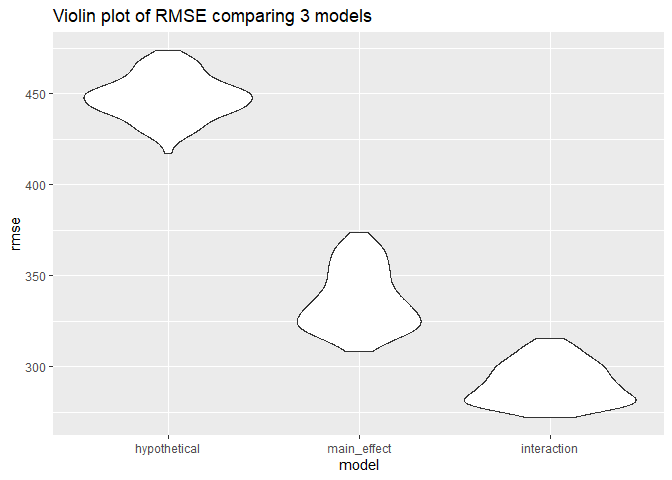 Violin plot of RMSE comparing 3 models
450
400
350
300
rmse
hypothetical
main_effect
interaction
model